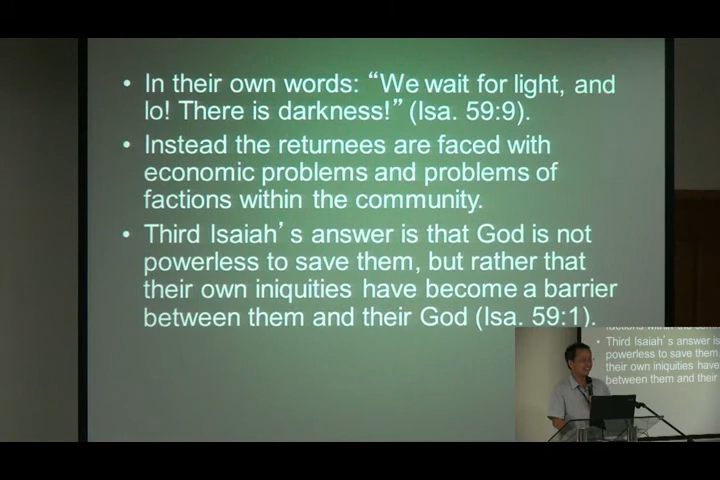 • In their own words: “We wait for light, and
lo! There is darkness!” (Isa. 59:9).
• Instead the returnees are faced with
economic problems and problems of
factions within the community.
• Third Isaiah’s answer is that God is not
powerless to save them, but rather that
their own iniquities have become a barrier
between them and their God (Isa. 59:1).
factions within the
• Third Isaiah’s answer is
powerless to save them,
their own iniquities have
between them and their